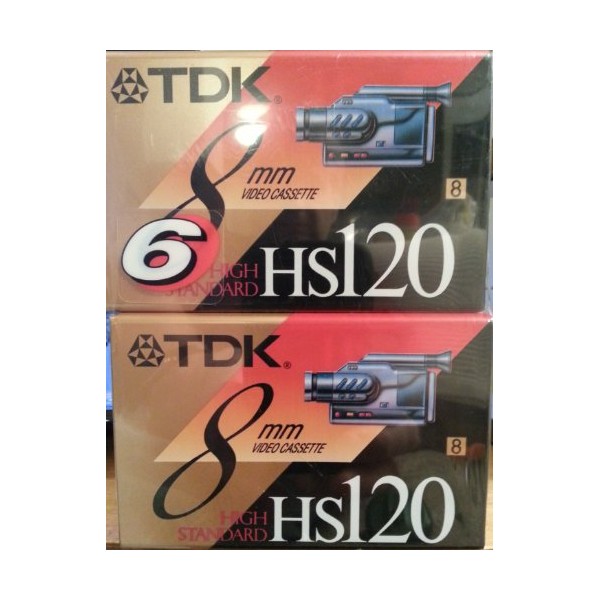 TDK®
8 mm
VIDEO CASSETTE
8
6
HIGH
STANDARD
HS120
TDK®
8 mm
VIDEO CASSETTE
8
HIGH
STANDARD
HS120